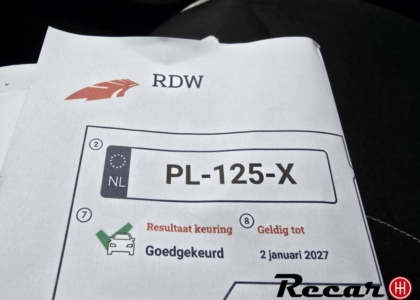 RDW
2
NL
PL-125-X
7
Resultaat keuring
Goedgekeurd
8
Geldig tot
2 januari 2027
Recar